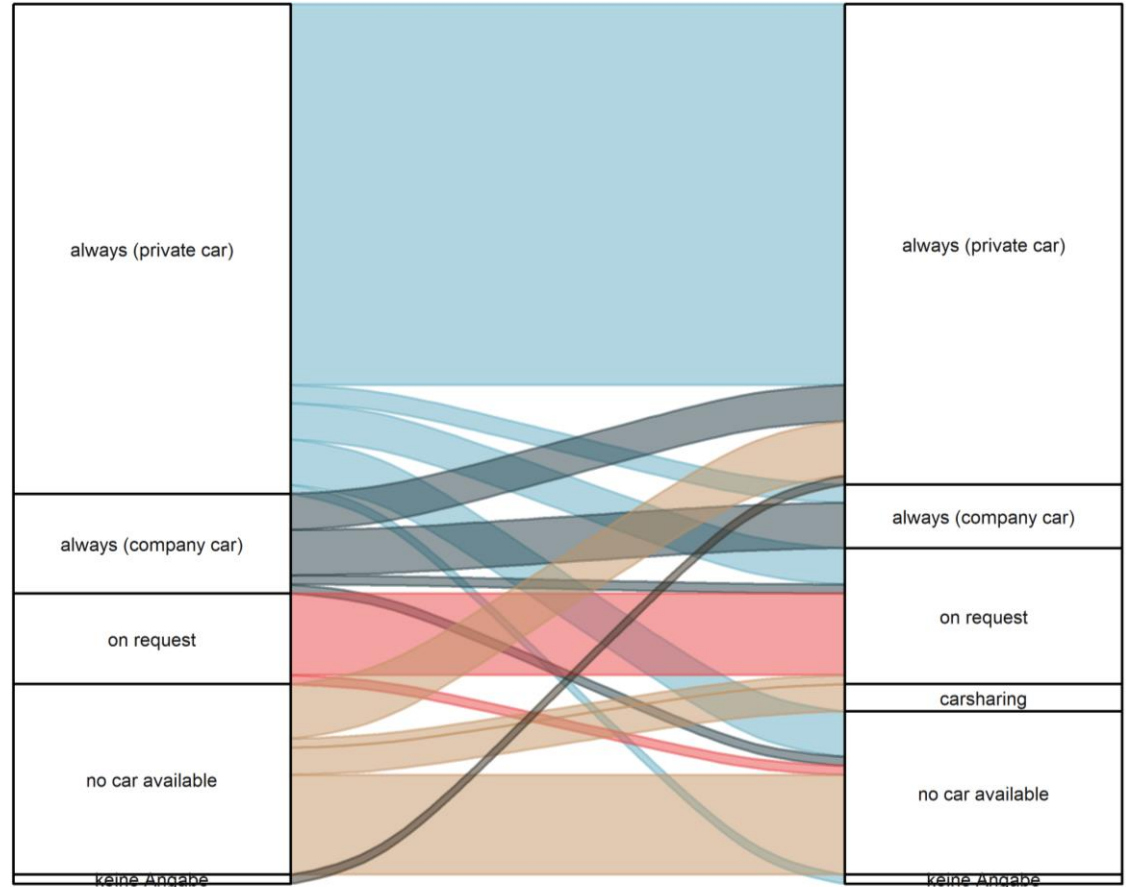 always (private car)
always (company car)
on request
no car available
keine Angabe
always (private car)
always (company car)
on request
carsharing
no car available
keine Angabe